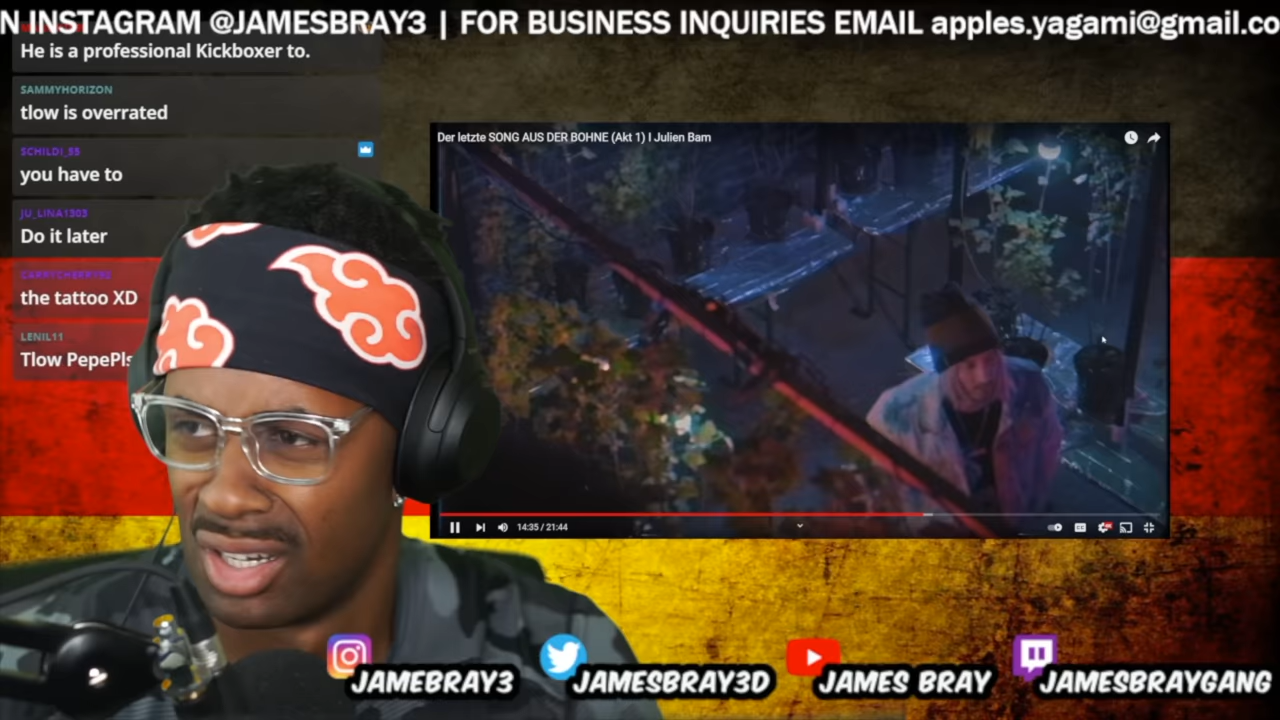 N INSTAGRAM @JAMESBRAY3 | FOR BUSINESS INQUIRIES EMAIL apples.yagami@gmail.co
He is a professional Kickboxer to.
SAMMYHORIZON
tlow is overrated
SCHILDI_55
you have to
JU_LINA1303
Do it later
the tattoo XD
LENIL11
Tlow PepePls
Der letzte SONG AUS DER BOHNE (Akt 1) I Julien Bam
14:35 / 21:44
JAMEBRAY3
JAMESBRAY3D
JAMES BRAY
JAMESBRAYGANG